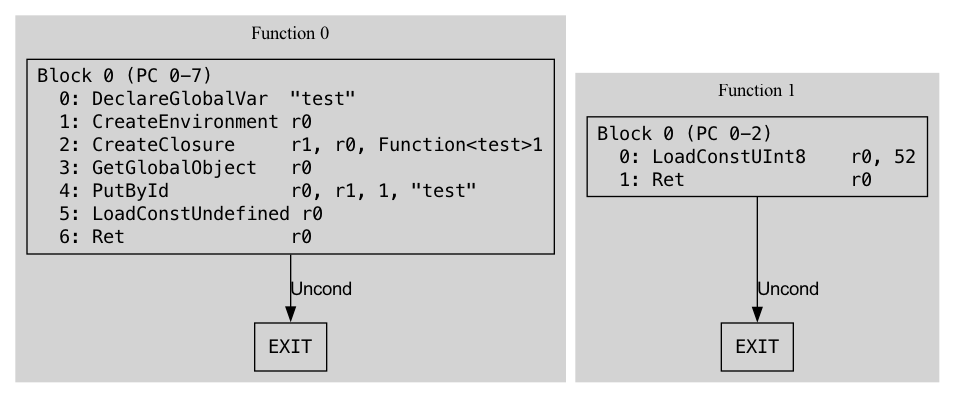 Function 0
Block 0 (PC 0-7)
0: DeclareGlobalVar "test"
1: CreateEnvironment r0
2: CreateClosure r1, r0, Function<test>1
3: GetGlobalObject r0
4: PutById r0, r1, 1, "test"
5: LoadConstUndefined r0
6: Ret r0
Uncond
EXIT
Function 1
Block 0 (PC 0-2)
0: LoadConstUInt8 r0, 52
1: Ret r0
Uncond
EXIT